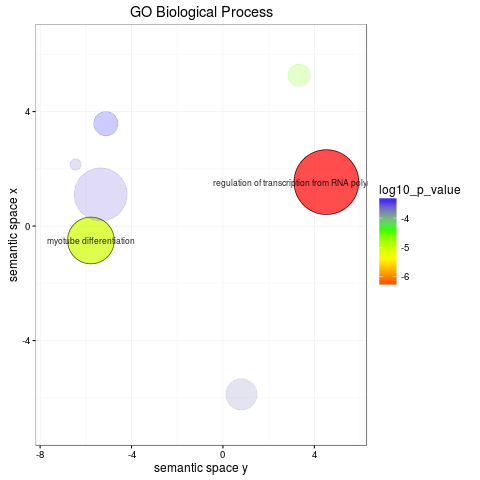 GO Biological Process
4
0
-4
semantic space x
regulation of transcription from RNA poly
myotube differentiation
-8
-4
0
4
semantic space y
log10_p_value
-4
-5
-6